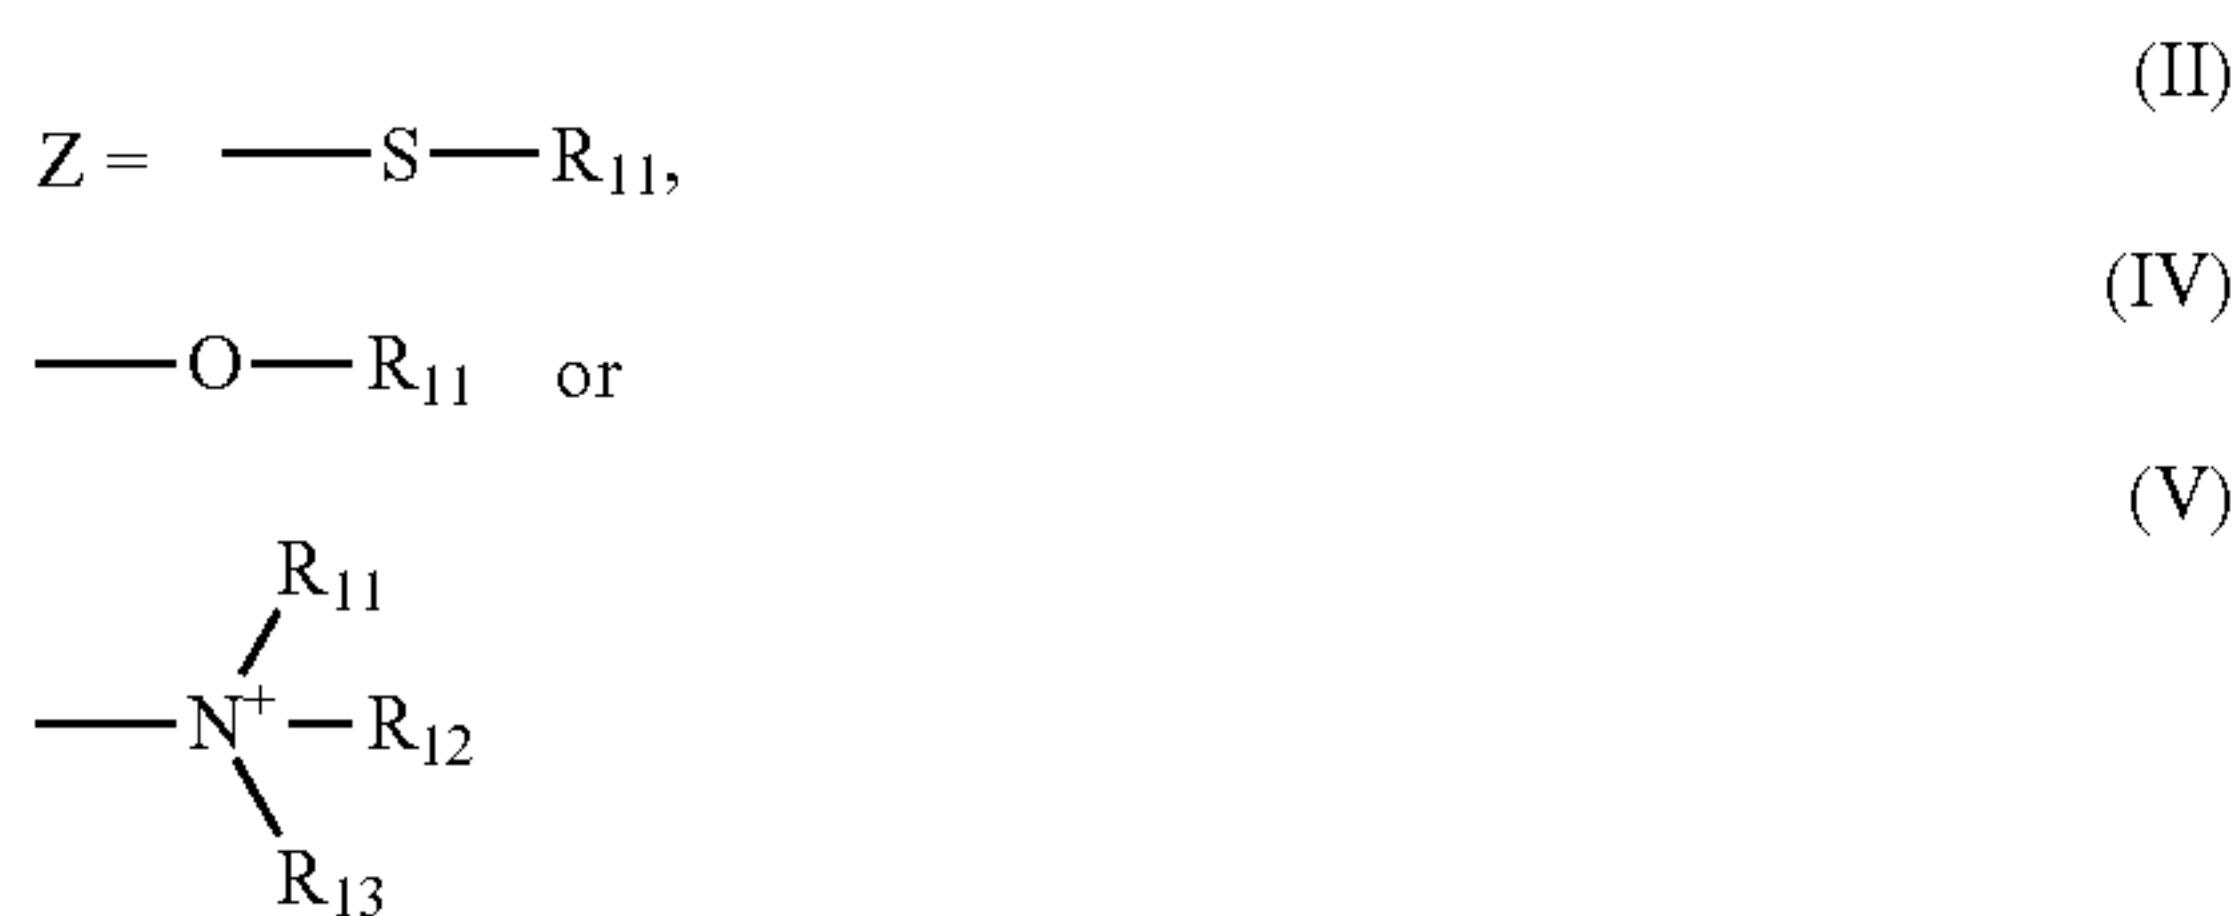 (II)
Z = —S—R₁₁,
(IV)
—O—R₁₁ or
(V)
R₁₁
—N⁺—R₁₂
R₁₃